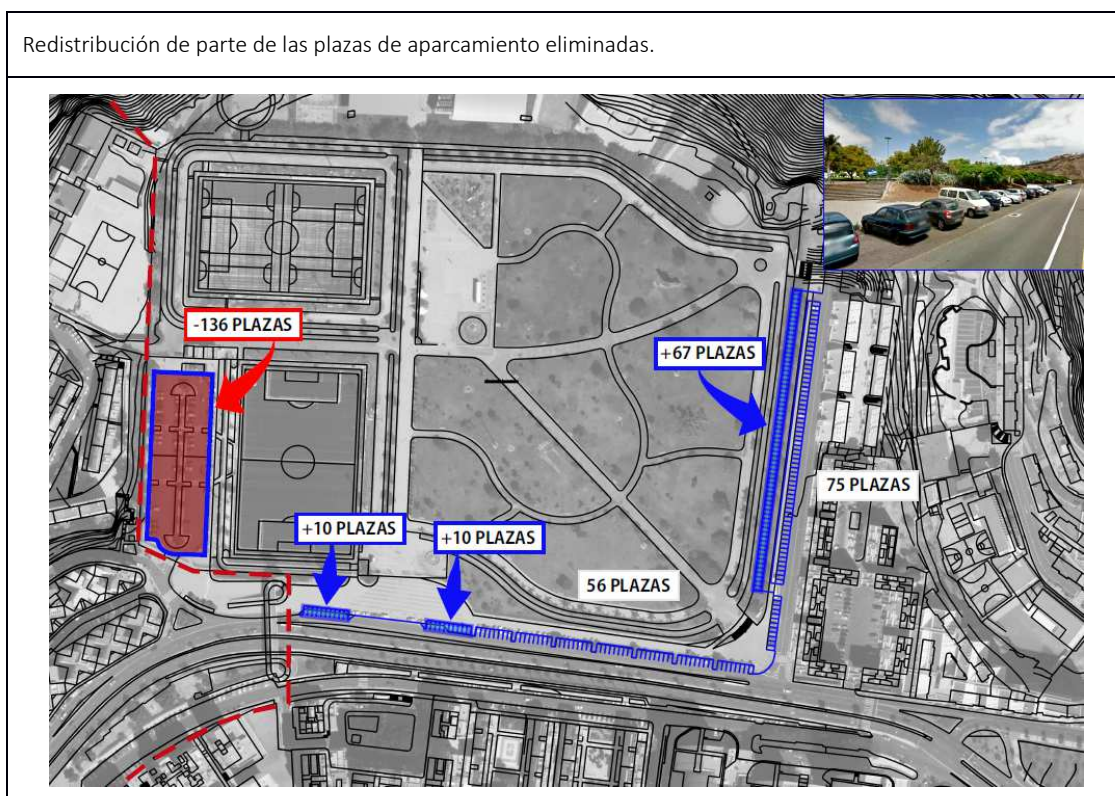 Redistribución de parte de las plazas de aparcamiento eliminadas.
-136 PLAZAS
+67 PLAZAS
75 PLAZAS
+10 PLAZAS
+10 PLAZAS
56 PLAZAS